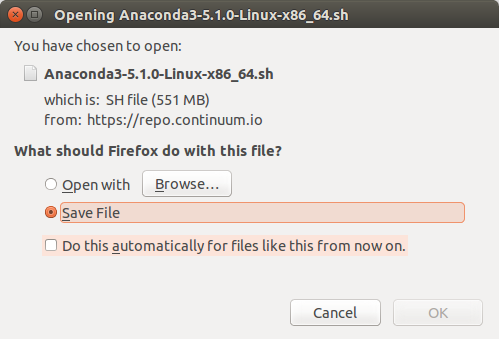 Opening Anaconda3-5.1.0-Linux-x86_64.sh
You have chosen to open:
Anaconda3-5.1.0-Linux-x86_64.sh
which is: SH file (551 MB)
from: https://repo.continuum.io
What should Firefox do with this file?
Open with Browse...
Save File
Do this automatically for files like this from now on.
Cancel OK